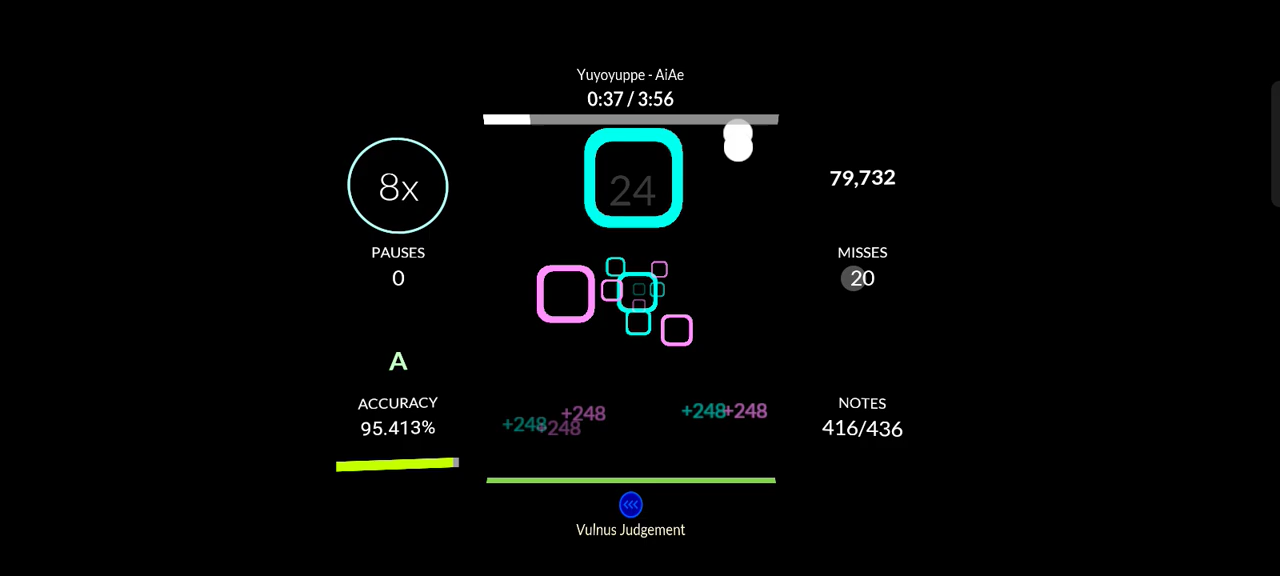 Yuyoyuppe - AiAe
0:37 / 3:56
8x
24
79,732
PAUSES
0
MISSES
20
A
ACCURACY
95.413%
+248
+248
+248
+248
+248
NOTES
416/436
Vulnus Judgement